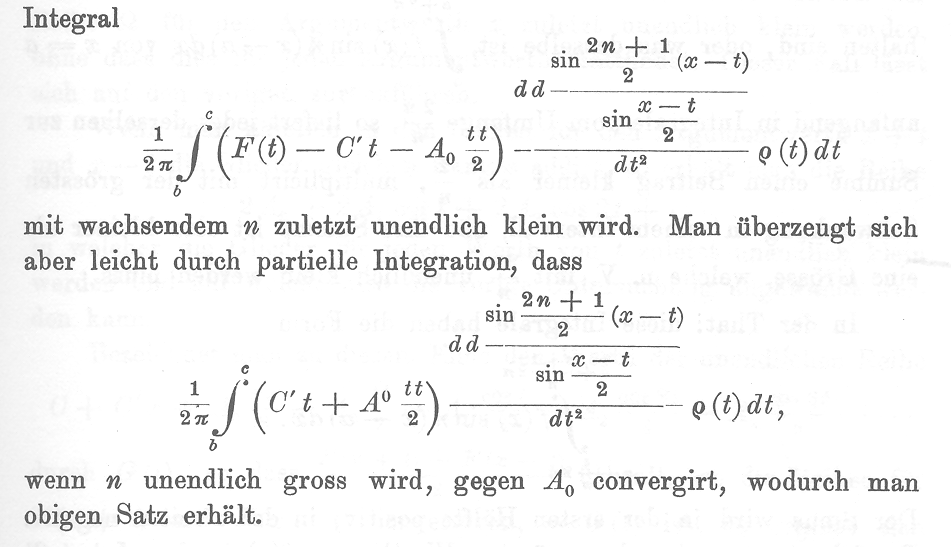 Integral
$$\frac{1}{2\pi}\int_b^c \left(F(t) - C't - A_0\frac{tt}{2}\right)\frac{dd\,\frac{\sin\frac{2n+1}{2}(x-t)}{\sin\frac{x-t}{2}}}{dt^2}\,\varrho(t)\,dt$$
mit wachsendem n zuletzt unendlich klein wird. Man überzeugt sich
aber leicht durch partielle Integration, dass
$$\frac{1}{2\pi}\int_b^c \left(C't + A^0\frac{tt}{2}\right)\frac{dd\,\frac{\sin\frac{2n+1}{2}(x-t)}{\sin\frac{x-t}{2}}}{dt^2}\,\varrho(t)\,dt,$$
wenn n unendlich gross wird, gegen A₀ convergirt, wodurch man
obigen Satz erhält.